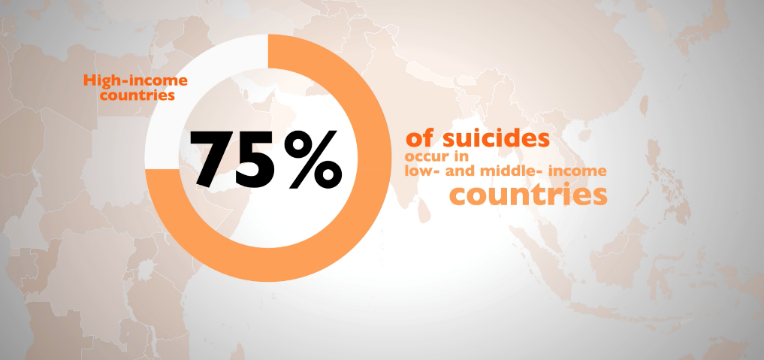 High-income
countries
75%
of suicides
occur in
low- and middle- income
countries